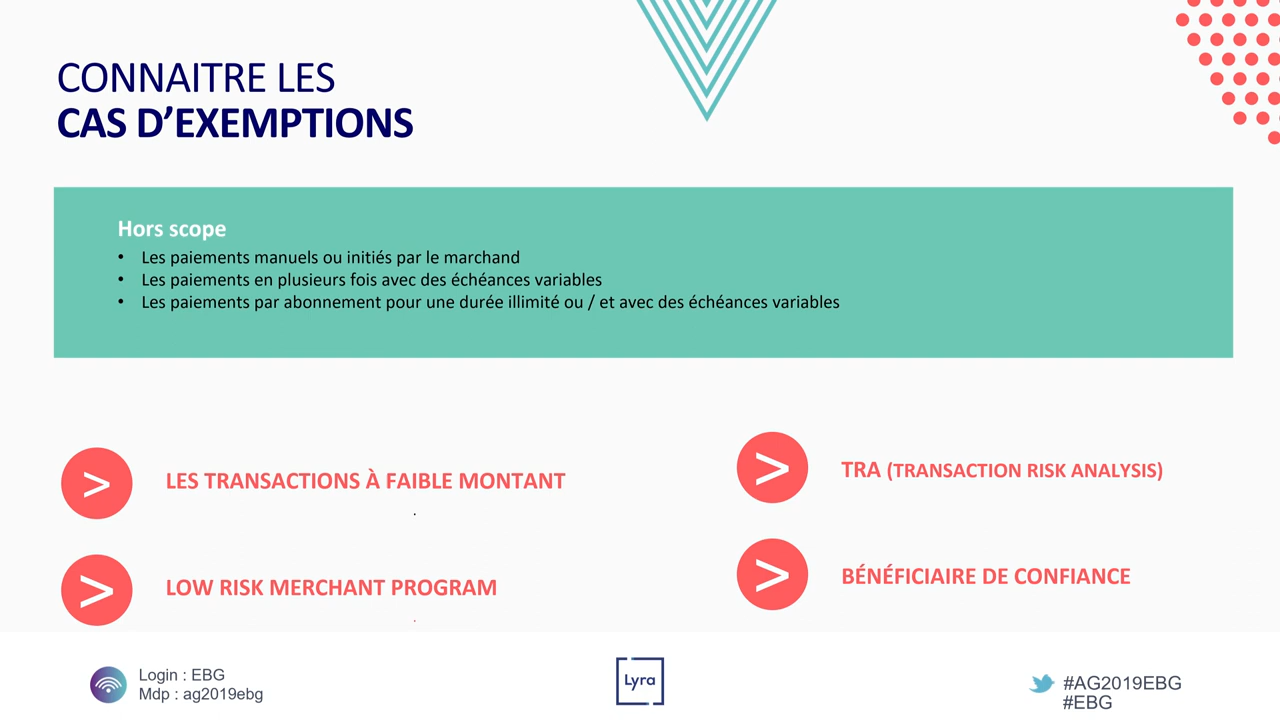 CONNAITRE LES
CAS D’EXEMPTIONS
Hors scope
• Les paiements manuels ou initiés par le marchand
• Les paiements en plusieurs fois avec des échéances variables
• Les paiements par abonnement pour une durée illimité ou / et avec des échéances variables
> LES TRANSACTIONS À FAIBLE MONTANT
.
> LOW RISK MERCHANT PROGRAM
.
> TRA (TRANSACTION RISK ANALYSIS)
> BÉNÉFICIAIRE DE CONFIANCE
Login : EBG
Mdp : ag2019ebg
Lyra
#AG2019EBG
#EBG